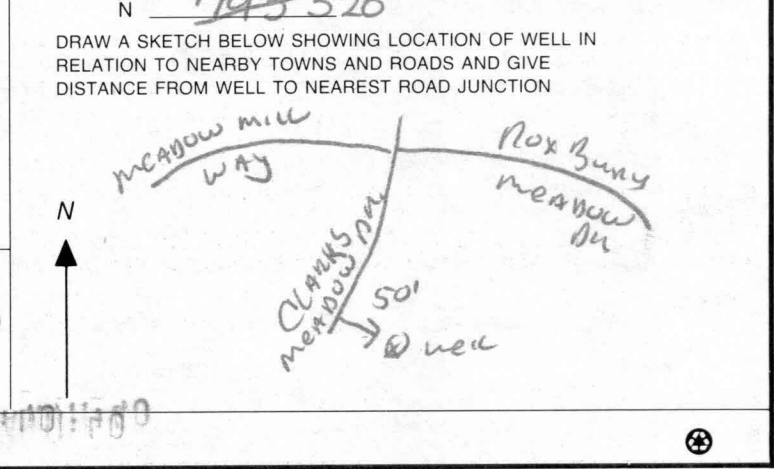 N 520
DRAW A SKETCH BELOW SHOWING LOCATION OF WELL IN
RELATION TO NEARBY TOWNS AND ROADS AND GIVE
DISTANCE FROM WELL TO NEAREST ROAD JUNCTION
MEADOW MILL
WAY
ROX BURY
MEADOW
DR
N
CLARKS
MEADOW DR
50'
WELL